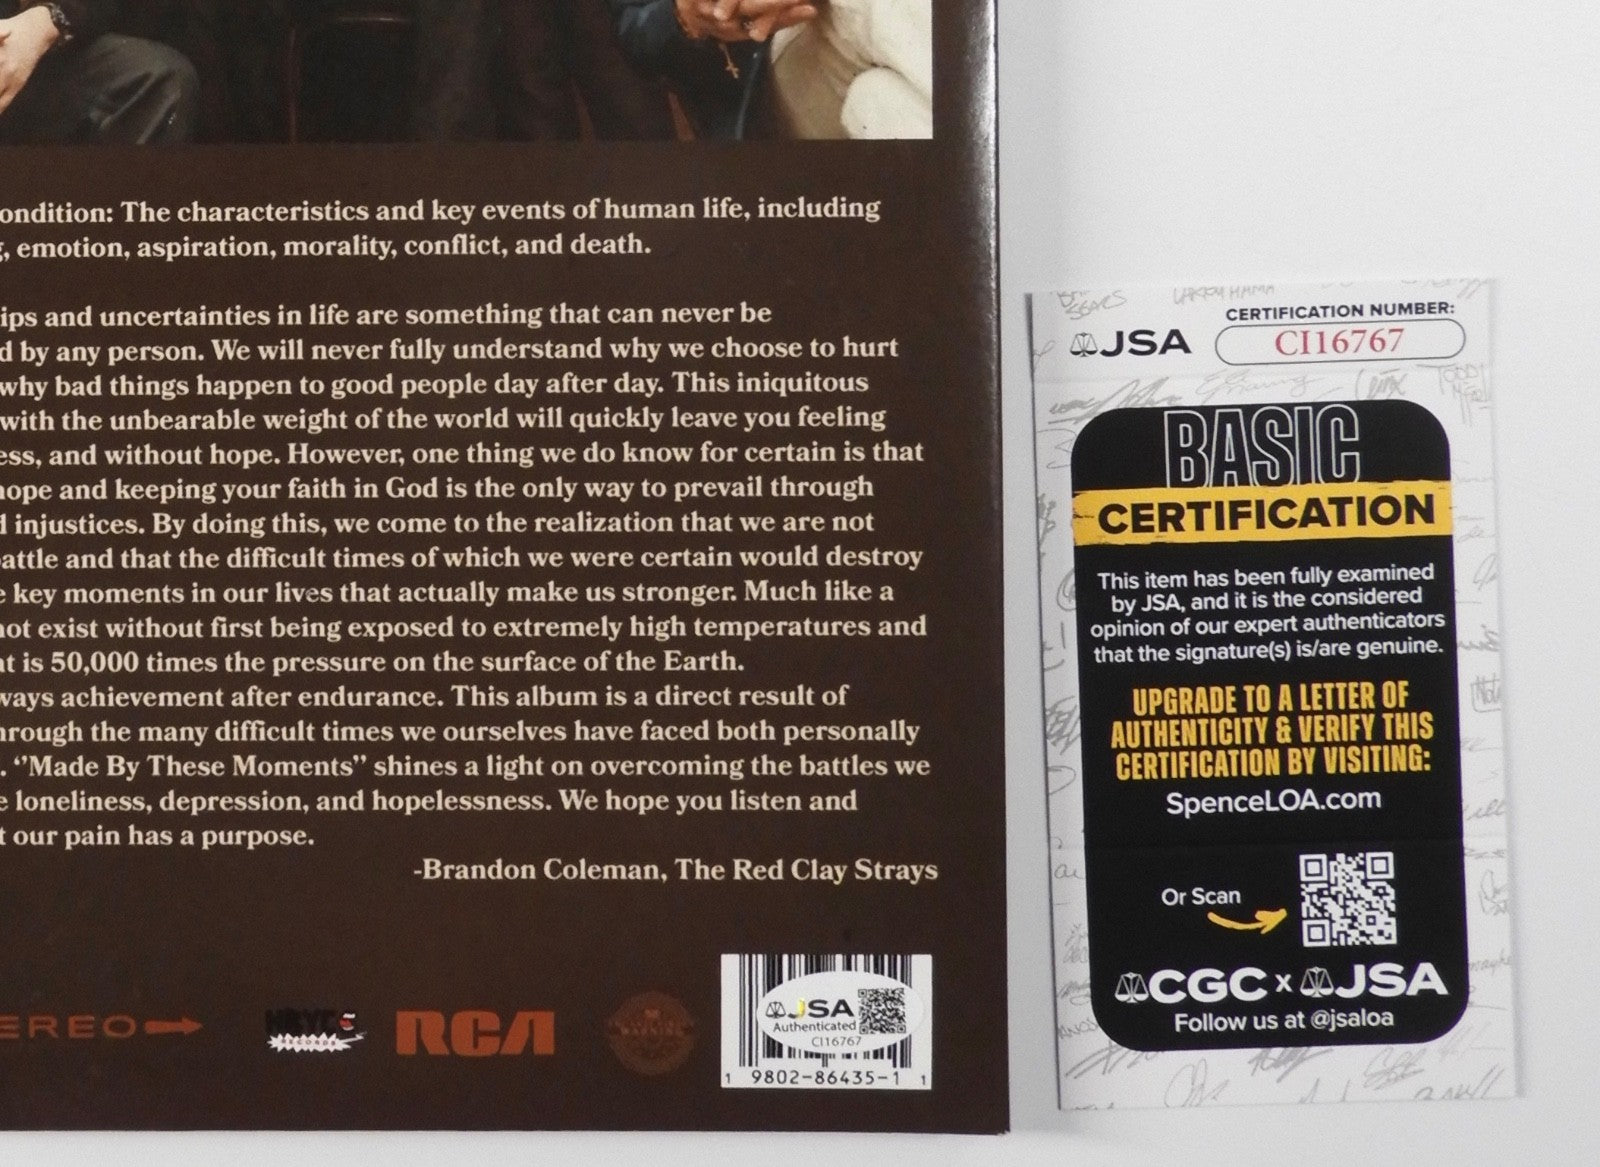 ondition: The characteristics and key events of human life, including
g, emotion, aspiration, morality, conflict, and death.
ips and uncertainties in life are something that can never be
d by any person. We will never fully understand why we choose to hurt
why bad things happen to good people day after day. This iniquitous
with the unbearable weight of the world will quickly leave you feeling
ess, and without hope. However, one thing we do know for certain is that
hope and keeping your faith in God is the only way to prevail through
d injustices. By doing this, we come to the realization that we are not
battle and that the difficult times of which we were certain would destroy
e key moments in our lives that actually make us stronger. Much like a
not exist without first being exposed to extremely high temperatures and
at is 50,000 times the pressure on the surface of the Earth.
ways achievement after endurance. This album is a direct result of
hrough the many difficult times we ourselves have faced both personally
. ‘’Made By These Moments’’ shines a light on overcoming the battles we
e loneliness, depression, and hopelessness. We hope you listen and
t our pain has a purpose.
-Brandon Coleman, The Red Clay Strays
EREO
HBYCO
RECORDS
RCA
JSA
Authenticated
CI16767
1 9802-86435-1 1
JSA
CERTIFICATION NUMBER:
CI16767
BASIC
CERTIFICATION
This item has been fully examined
by JSA, and it is the considered
opinion of our expert authenticators
that the signature(s) is/are genuine.
UPGRADE TO A LETTER OF
AUTHENTICITY & VERIFY THIS
CERTIFICATION BY VISITING:
SpenceLOA.com
Or Scan
CGC x JSA
Follow us at @jsaloa